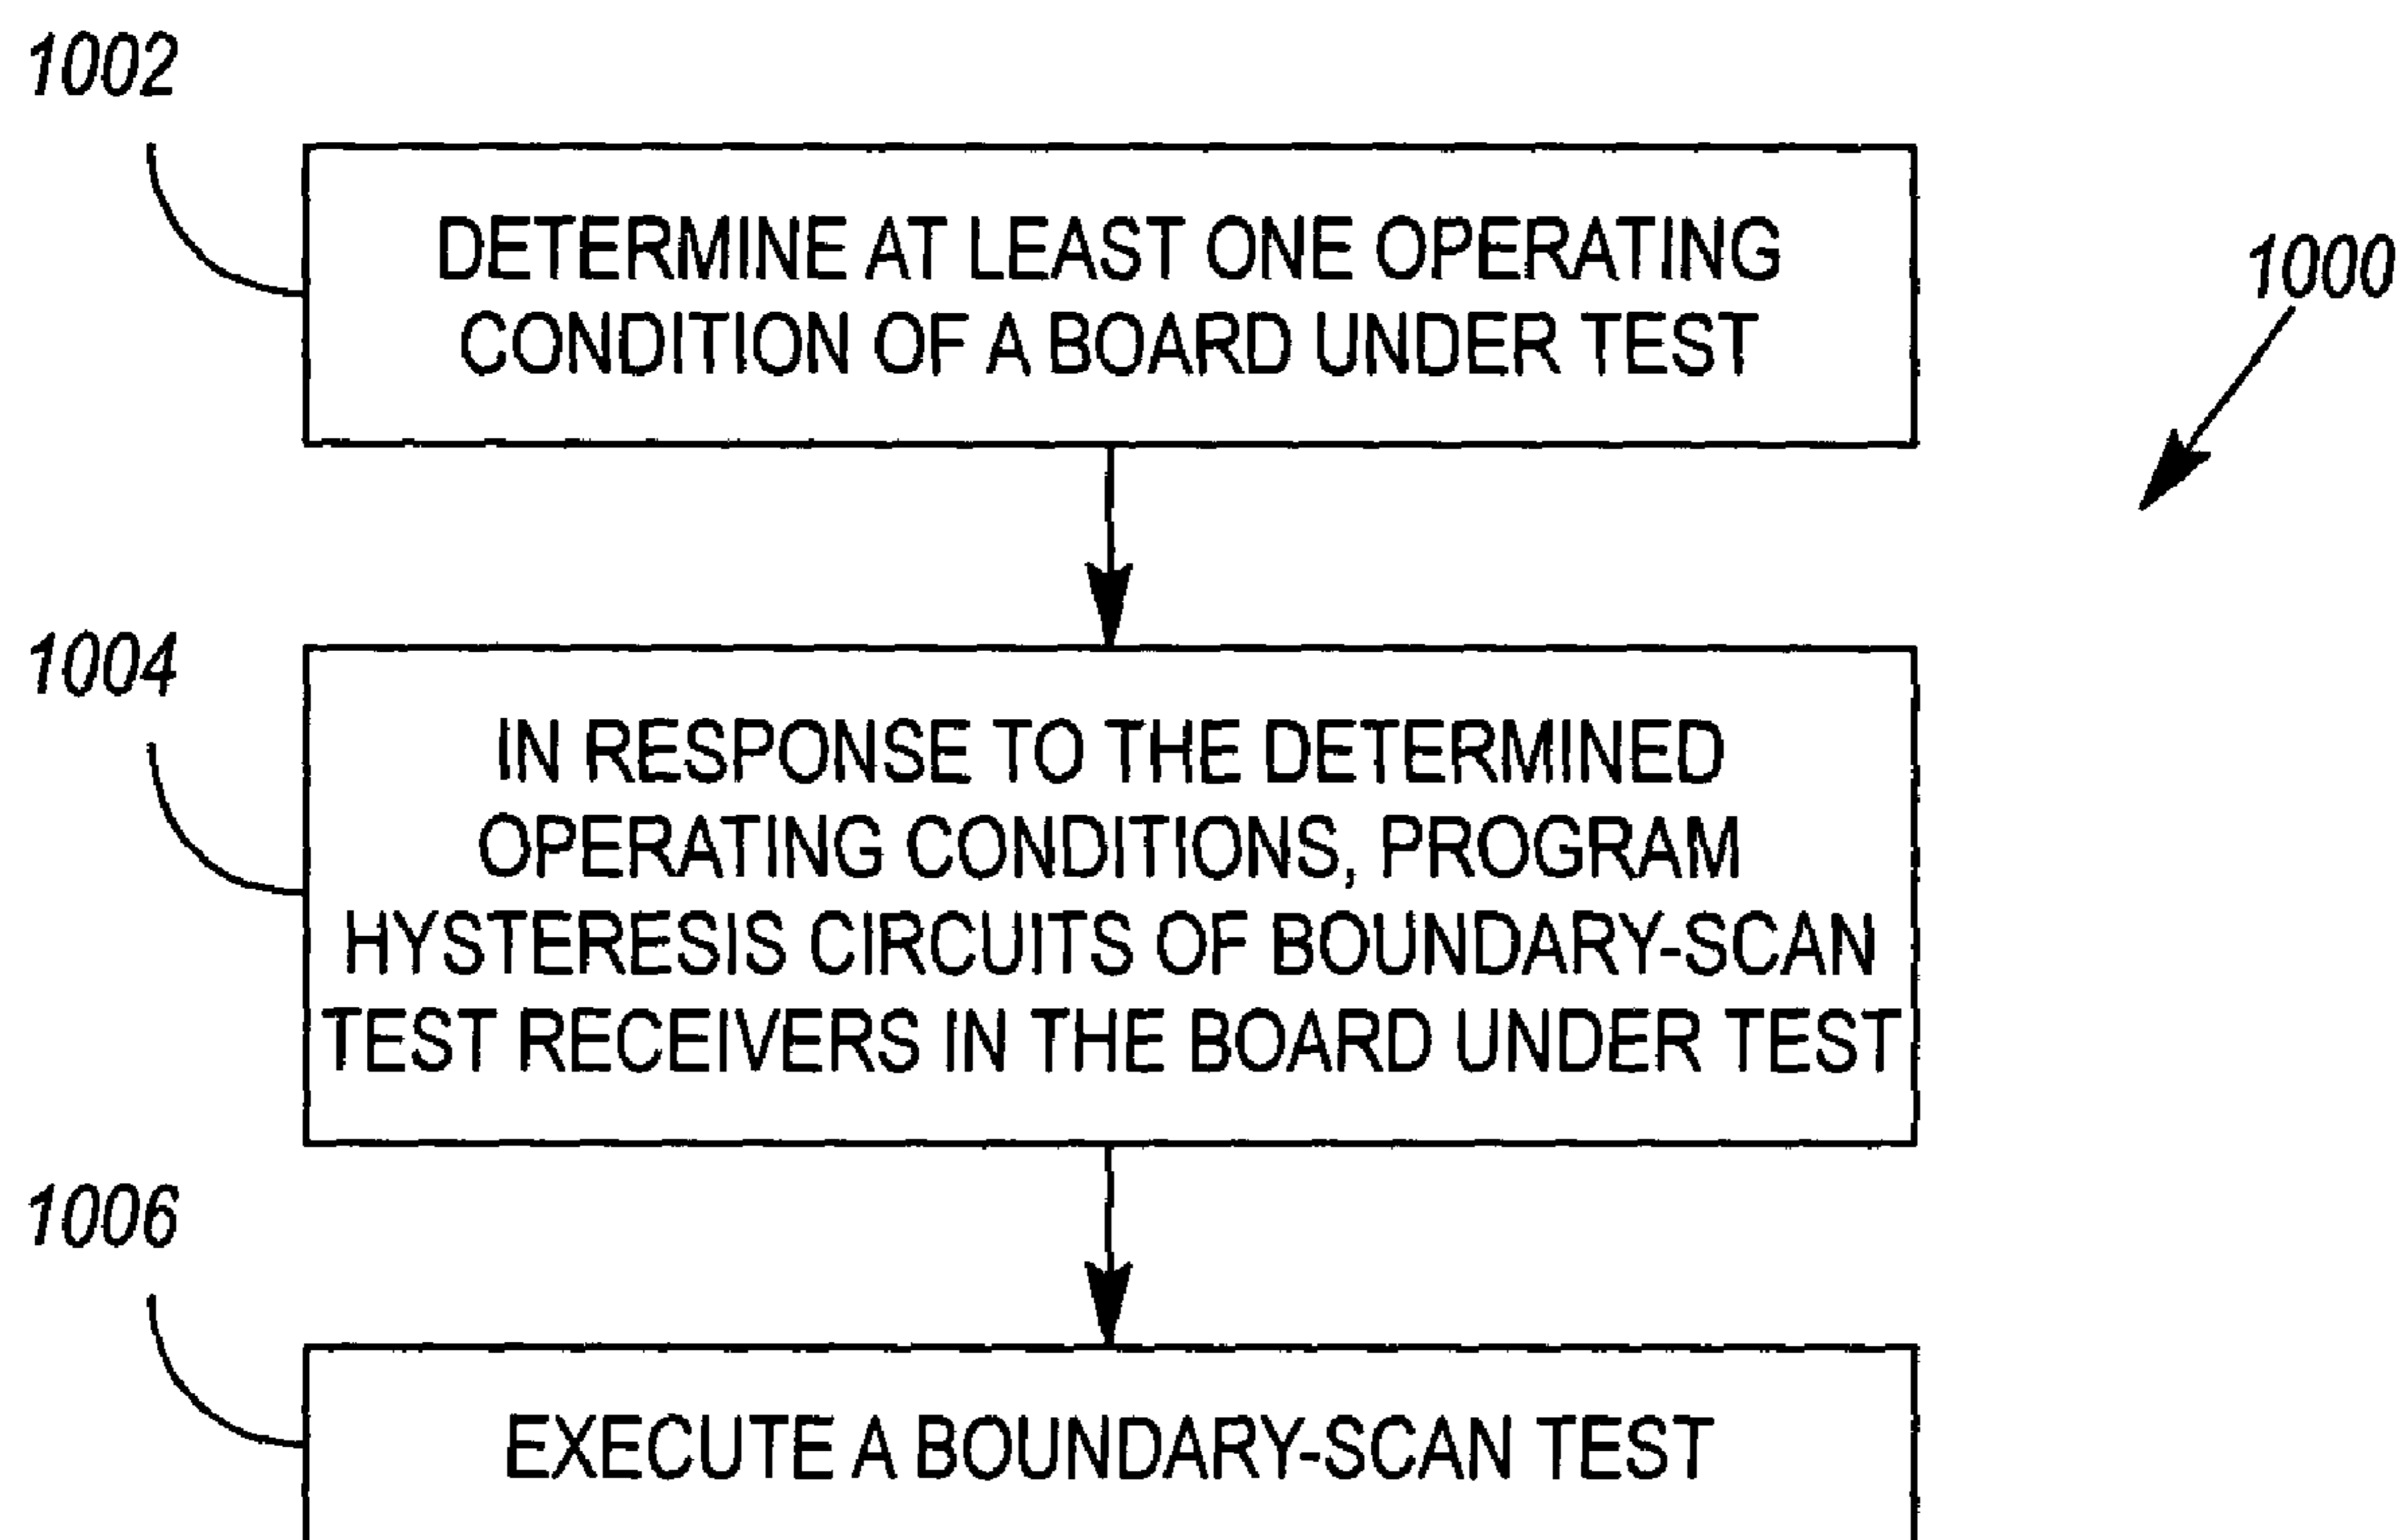 1002
DETERMINE AT LEAST ONE OPERATING
CONDITION OF A BOARD UNDER TEST
1000
1004
IN RESPONSE TO THE DETERMINED
OPERATING CONDITIONS, PROGRAM
HYSTERESIS CIRCUITS OF BOUNDARY-SCAN
TEST RECEIVERS IN THE BOARD UNDER TEST
1006
EXECUTE A BOUNDARY-SCAN TEST